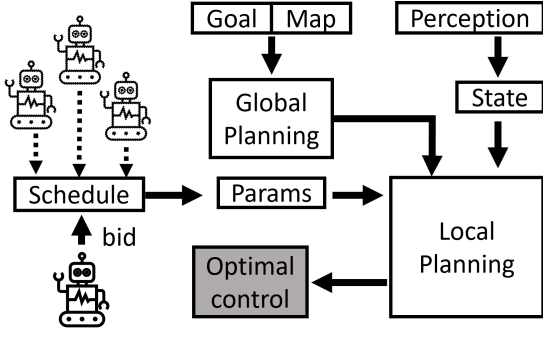 Goal Map
Perception
Global
Planning
State
Schedule
Params
bid
Local
Planning
Optimal
control